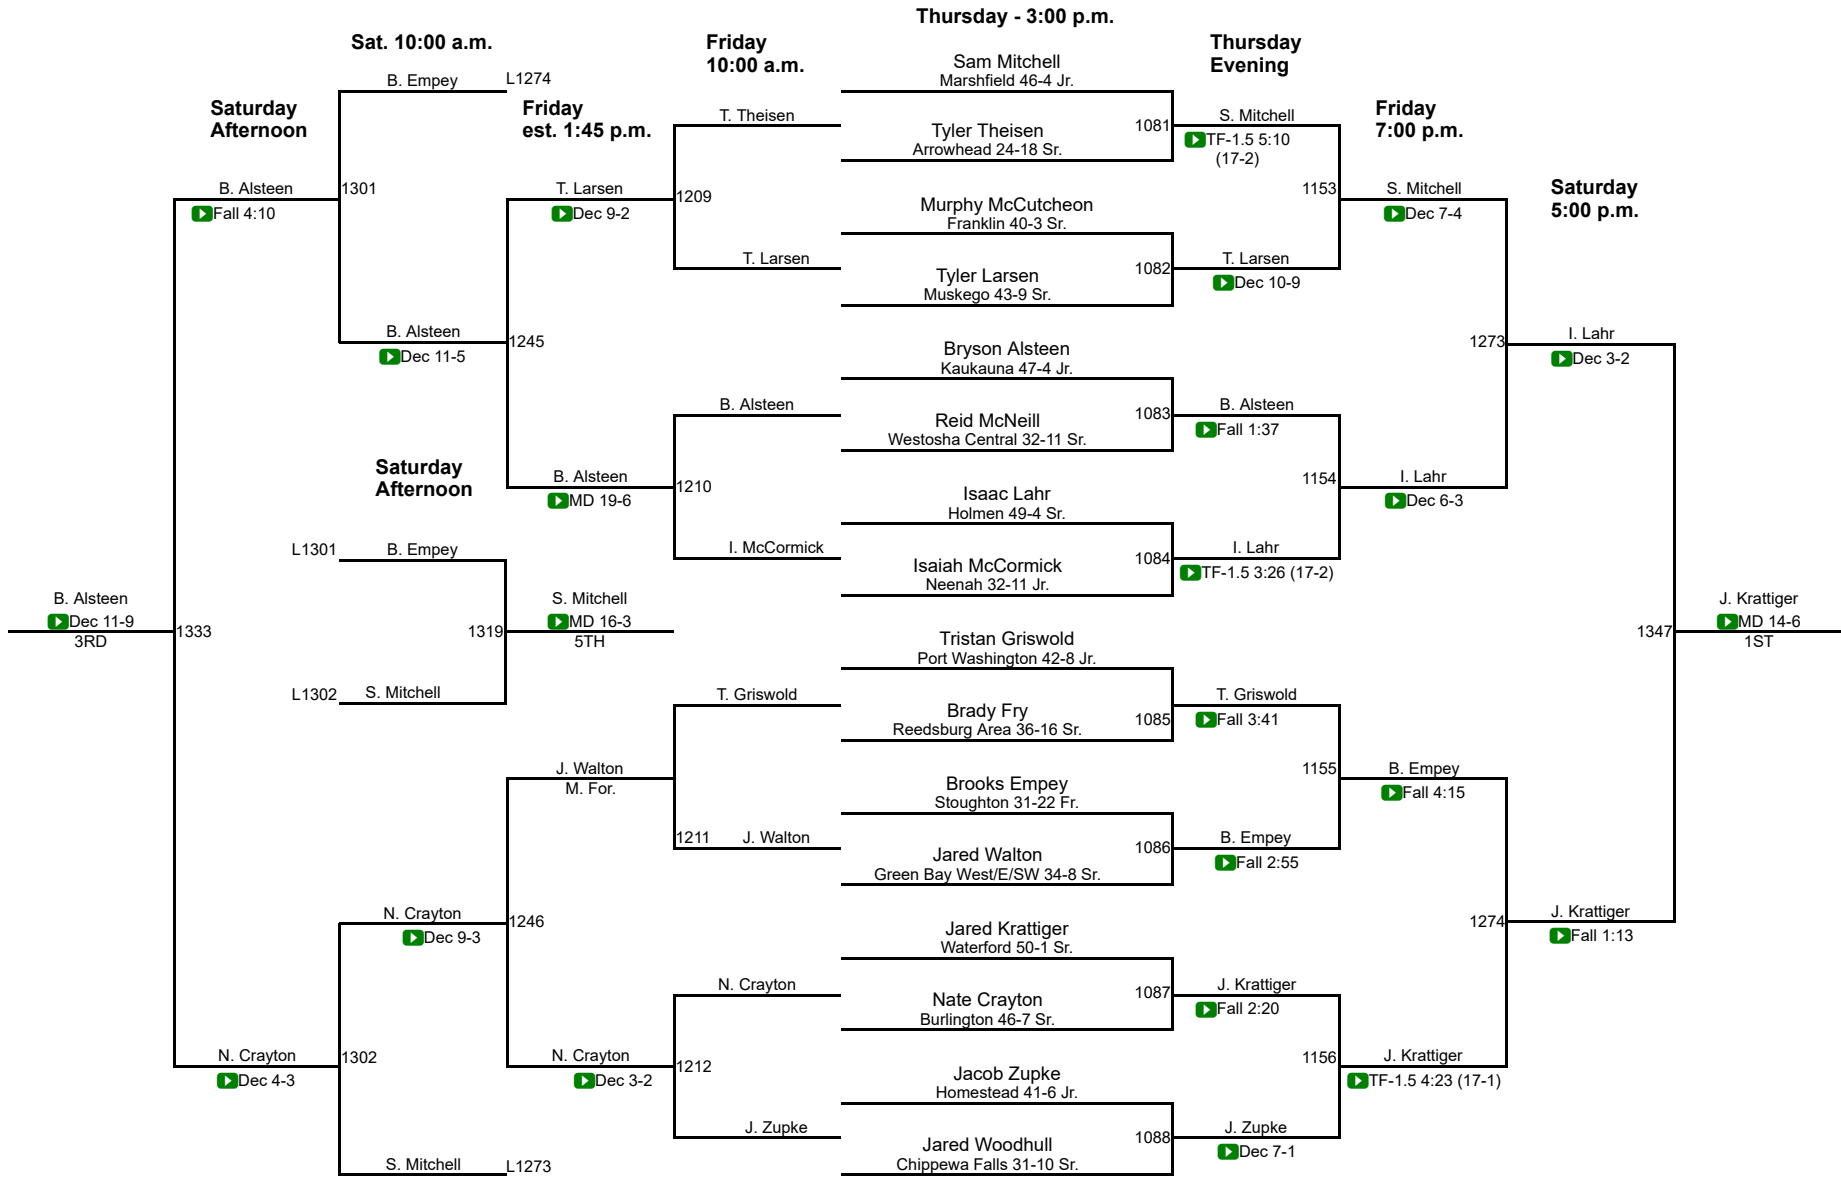 Thursday - 3:00 p.m.
Sat. 10:00 a.m.
Friday
10:00 a.m.
Thursday
Evening
Sam Mitchell
Marshfield 46-4 Jr.
B. Empey
L1274
Saturday
Afternoon
Friday
est. 1:45 p.m.
Friday
7:00 p.m.
T. Theisen
Tyler Theisen
Arrowhead 24-18 Sr.
1081
S. Mitchell
TF-1.5 5:10
(17-2)
B. Alsteen
Fall 4:10
1301
T. Larsen
Dec 9-2
1209
Murphy McCutcheon
Franklin 40-3 Sr.
1153
S. Mitchell
Dec 7-4
Saturday
5:00 p.m.
T. Larsen
Tyler Larsen
Muskego 43-9 Sr.
1082
T. Larsen
Dec 10-9
B. Alsteen
Dec 11-5
1245
Bryson Alsteen
Kaukauna 47-4 Jr.
1273
I. Lahr
Dec 3-2
B. Alsteen
Reid McNeill
Westosha Central 32-11 Sr.
1083
B. Alsteen
Fall 1:37
Saturday
Afternoon
B. Alsteen
MD 19-6
1210
Isaac Lahr
Holmen 49-4 Sr.
1154
I. Lahr
Dec 6-3
L1301
B. Empey
I. McCormick
Isaiah McCormick
Neenah 32-11 Jr.
1084
I. Lahr
TF-1.5 3:26 (17-2)
B. Alsteen
Dec 11-9
3RD
1333
1319
S. Mitchell
MD 16-3
5TH
Tristan Griswold
Port Washington 42-8 Jr.
1347
J. Krattiger
MD 14-6
1ST
L1302
S. Mitchell
T. Griswold
Brady Fry
Reedsburg Area 36-16 Sr.
1085
T. Griswold
Fall 3:41
J. Walton
M. For.
Brooks Empey
Stoughton 31-22 Fr.
1155
B. Empey
Fall 4:15
1211
J. Walton
Jared Walton
Green Bay West/E/SW 34-8 Sr.
1086
B. Empey
Fall 2:55
N. Crayton
Dec 9-3
1246
Jared Krattiger
Waterford 50-1 Sr.
1274
J. Krattiger
Fall 1:13
N. Crayton
Nate Crayton
Burlington 46-7 Sr.
1087
J. Krattiger
Fall 2:20
N. Crayton
Dec 4-3
1302
N. Crayton
Dec 3-2
1212
Jacob Zupke
Homestead 41-6 Jr.
1156
J. Krattiger
TF-1.5 4:23 (17-1)
J. Zupke
Jared Woodhull
Chippewa Falls 31-10 Sr.
1088
J. Zupke
Dec 7-1
S. Mitchell
L1273